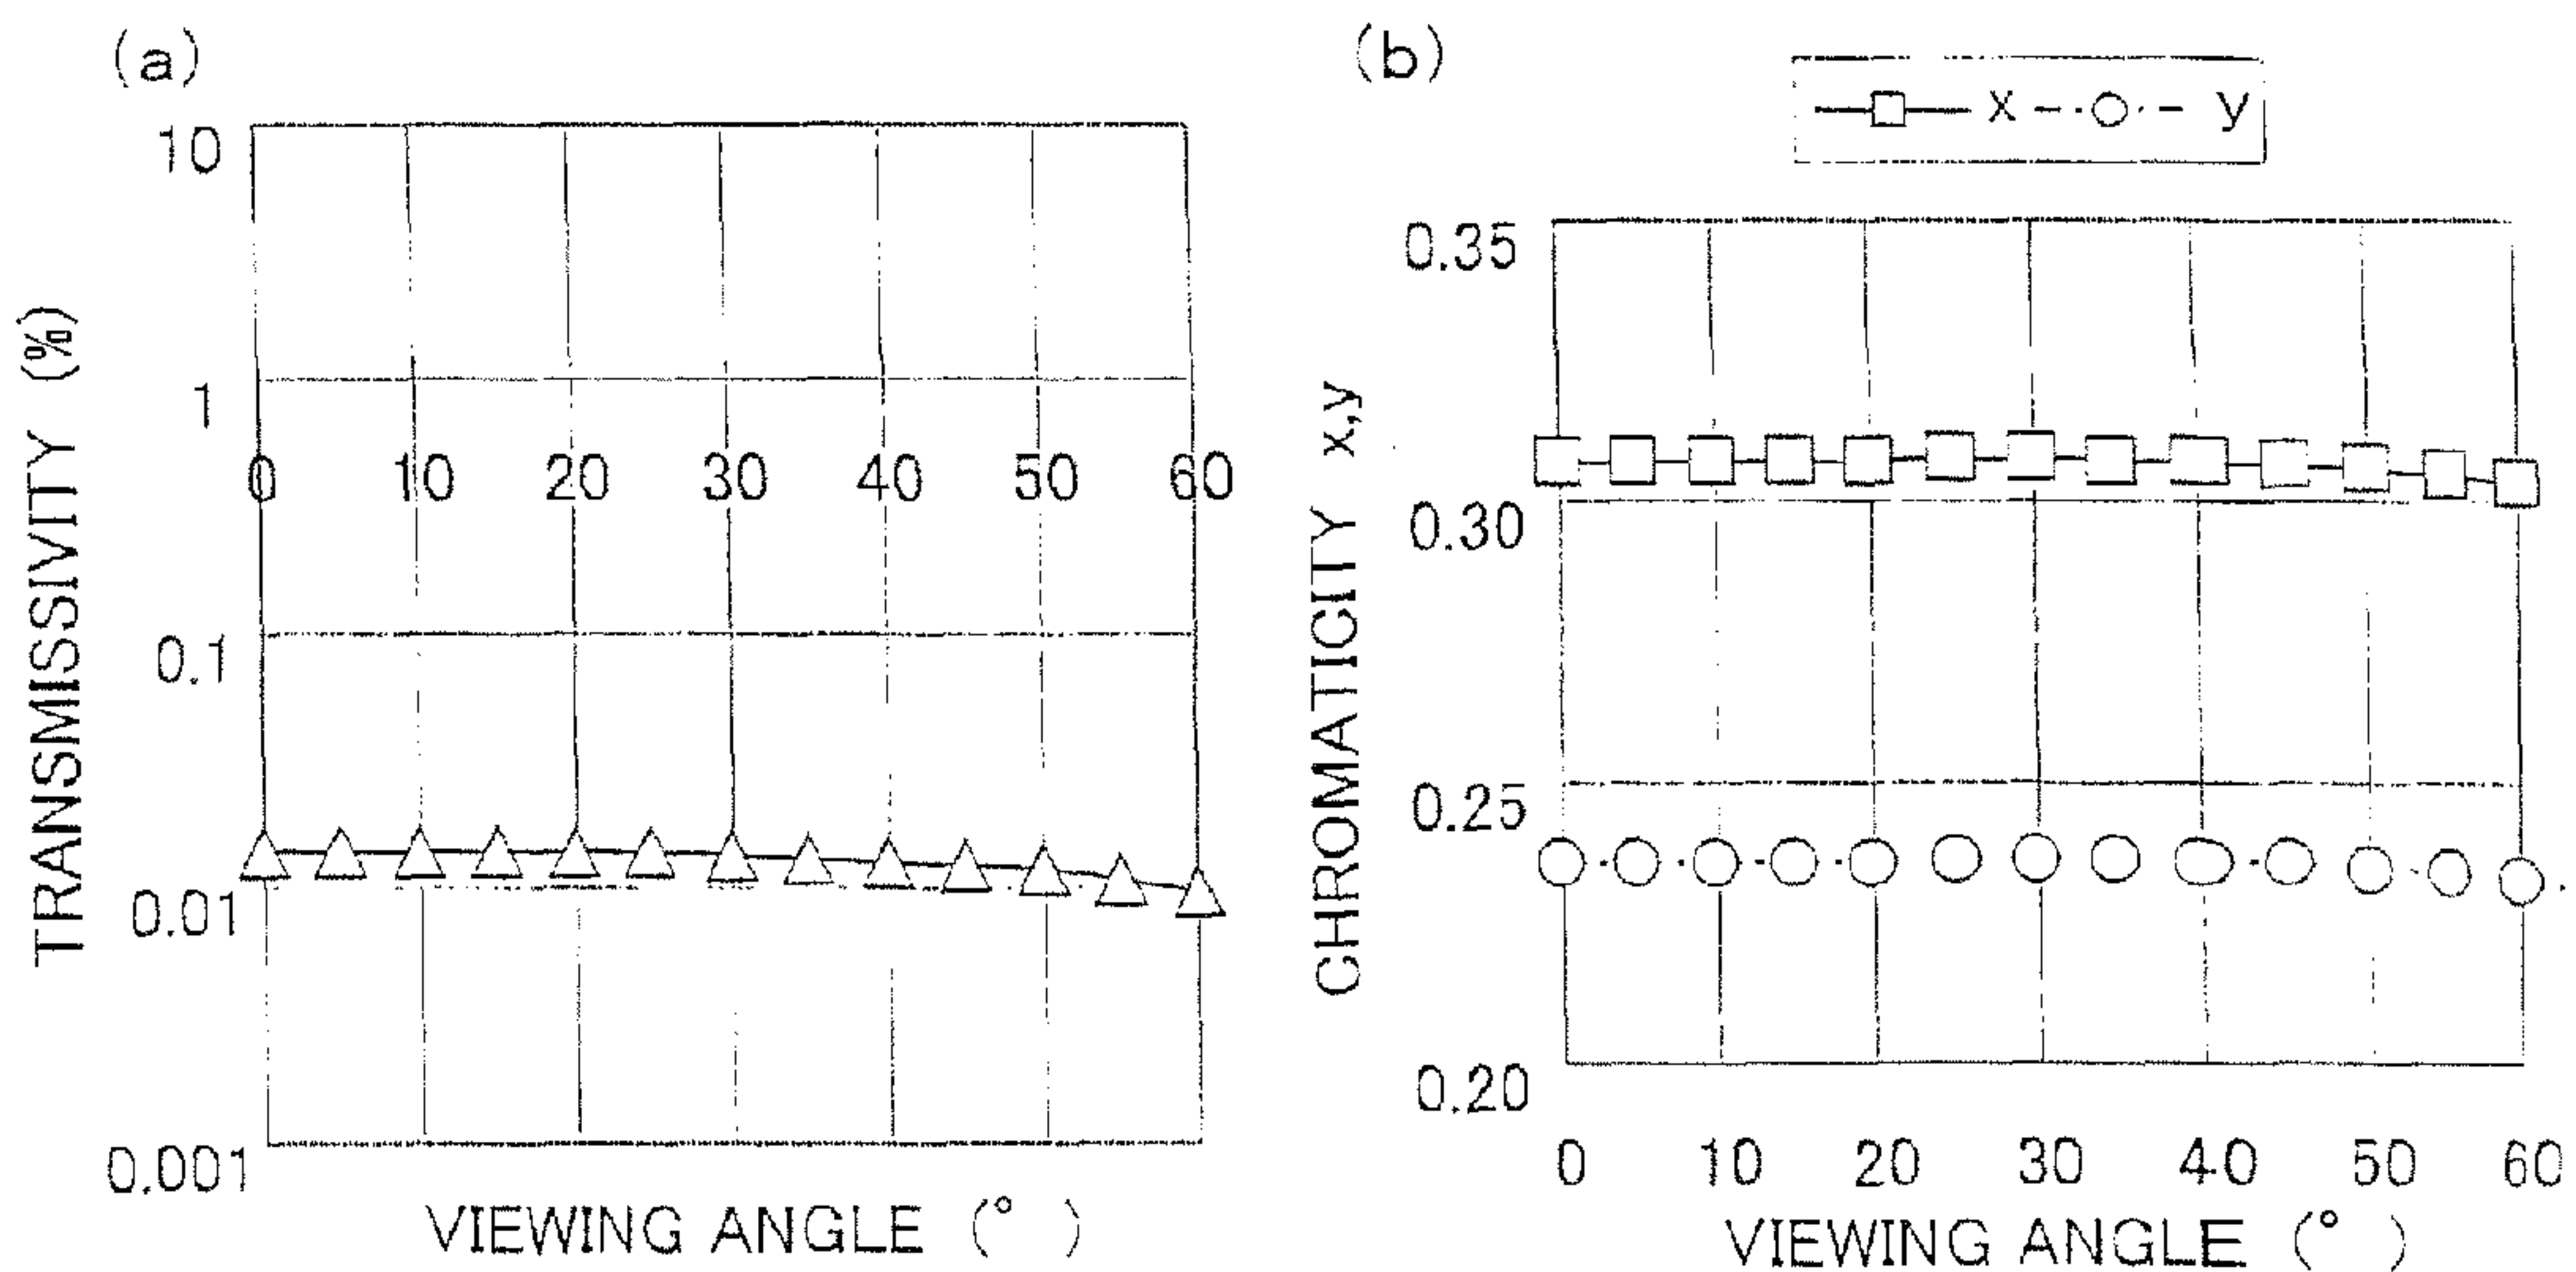 (a)
10
1
0 10 20 30 40 50 60
0.1
0.01
0.001
TRANSMISSIVITY (%)
VIEWING ANGLE (° )
(b)
x y
0.35
0.30
0.25
0.20
CHROMATICITY x,y
0 10 20 30 40 50 60
VIEWING ANGLE (° )